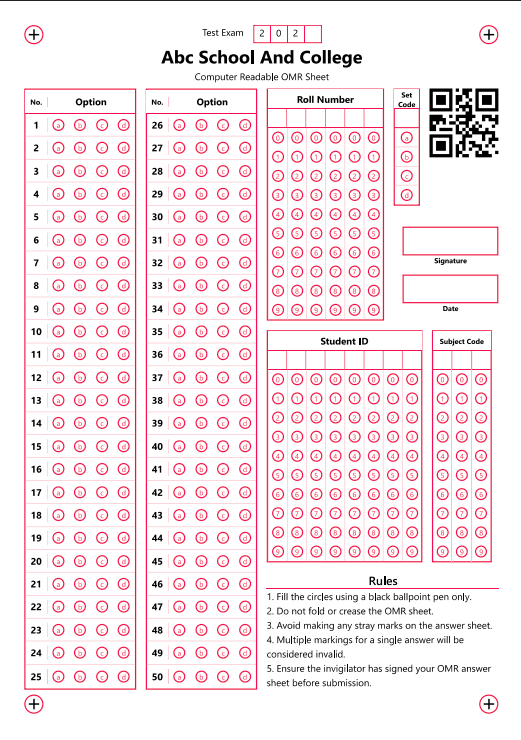 Test Exam 2 0 2
Abc School And College
Computer Readable OMR Sheet
No. Option
1 a b c d
2 a b c d
3 a b c d
4 a b c d
5 a b c d
6 a b c d
7 a b c d
8 a b c d
9 a b c d
10 a b c d
11 a b c d
12 a b c d
13 a b c d
14 a b c d
15 a b c d
16 a b c d
17 a b c d
18 a b c d
19 a b c d
20 a b c d
21 a b c d
22 a b c d
23 a b c d
24 a b c d
25 a b c d
No. Option
26 a b c d
27 a b c d
28 a b c d
29 a b c d
30 a b c d
31 a b c d
32 a b c d
33 a b c d
34 a b c d
35 a b c d
36 a b c d
37 a b c d
38 a b c d
39 a b c d
40 a b c d
41 a b c d
42 a b c d
43 a b c d
44 a b c d
45 a b c d
46 a b c d
47 a b c d
48 a b c d
49 a b c d
50 a b c d
Roll Number
0 0 0 0 0 0
1 1 1 1 1 1
2 2 2 2 2 2
3 3 3 3 3 3
4 4 4 4 4 4
5 5 5 5 5 5
6 6 6 6 6 6
7 7 7 7 7 7
8 8 8 8 8 8
9 9 9 9 9 9
Set
Code
a
b
c
d
Signature
Date
Student ID
0 0 0 0 0 0 0 0
1 1 1 1 1 1 1 1
2 2 2 2 2 2 2 2
3 3 3 3 3 3 3 3
4 4 4 4 4 4 4 4
5 5 5 5 5 5 5 5
6 6 6 6 6 6 6 6
7 7 7 7 7 7 7 7
8 8 8 8 8 8 8 8
9 9 9 9 9 9 9 9
Subject Code
0 0 0
1 1 1
2 2 2
3 3 3
4 4 4
5 5 5
6 6 6
7 7 7
8 8 8
9 9 9
Rules
1. Fill the circles using a black ballpoint pen only.
2. Do not fold or crease the OMR sheet.
3. Avoid making any stray marks on the answer sheet.
4. Multiple markings for a single answer will be
considered invalid.
5. Ensure the invigilator has signed your OMR answer
sheet before submission.